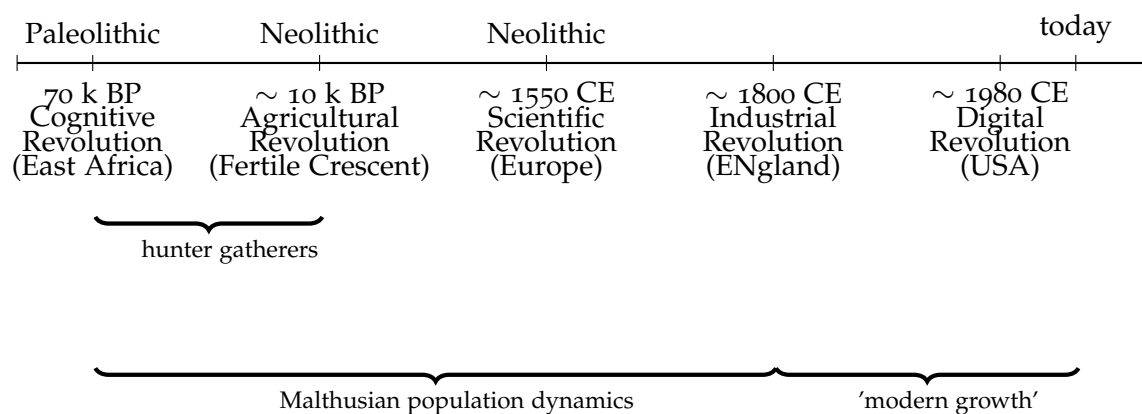 Paleolithic Neolithic Neolithic today
70 k BP ~ 10 k BP ~ 1550 CE ~ 1800 CE ~ 1980 CE
Cognitive Agricultural Scientific Industrial Digital
Revolution Revolution Revolution Revolution Revolution
(East Africa) (Fertile Crescent) (Europe) (ENgland) (USA)
hunter gatherers
Malthusian population dynamics 'modern growth'